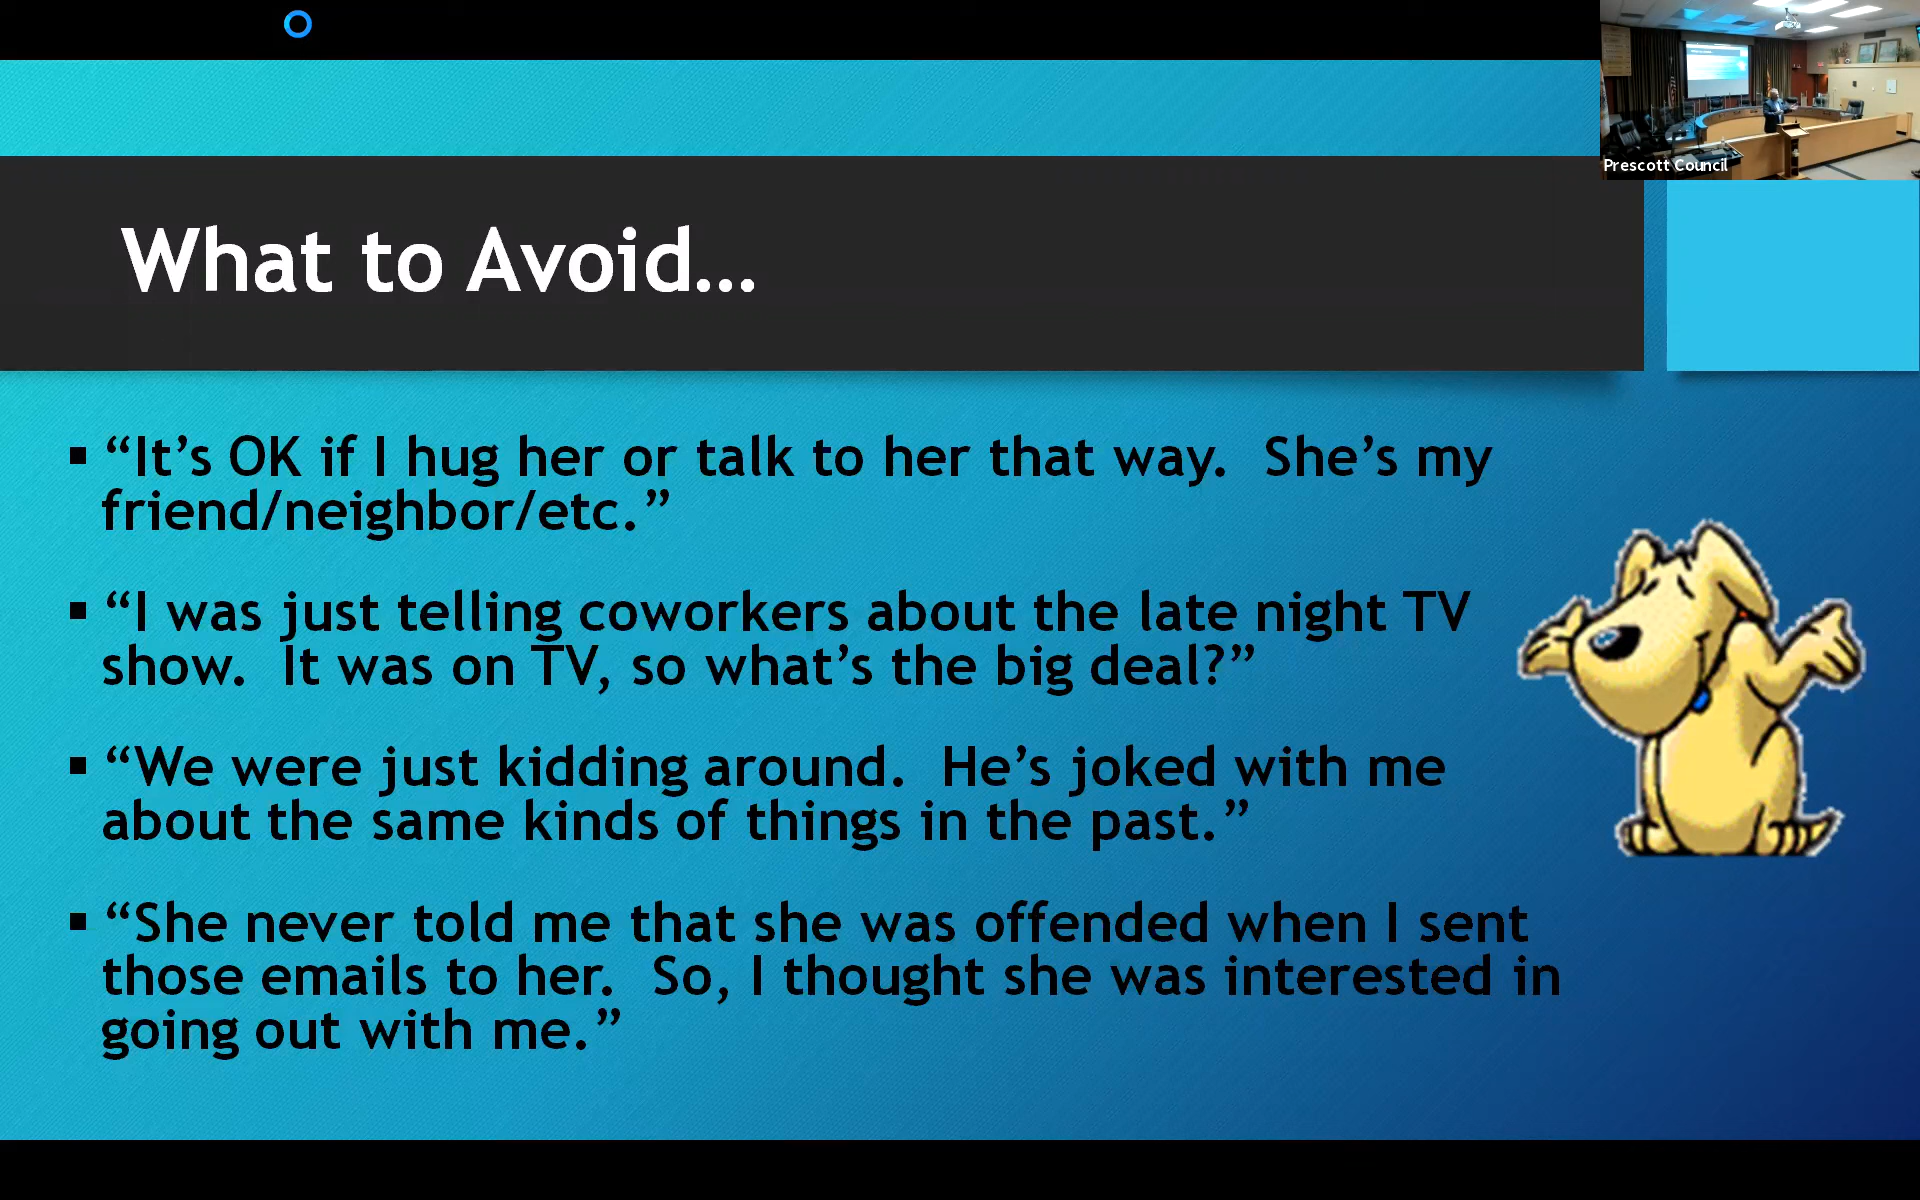 Prescott Council
What to Avoid...
▪ “It’s OK if I hug her or talk to her that way.  She’s my
friend/neighbor/etc.”
▪ “I was just telling coworkers about the late night TV
show.  It was on TV, so what’s the big deal?”
▪ “We were just kidding around.  He’s joked with me
about the same kinds of things in the past.”
▪ “She never told me that she was offended when I sent
those emails to her.  So, I thought she was interested in
going out with me.”